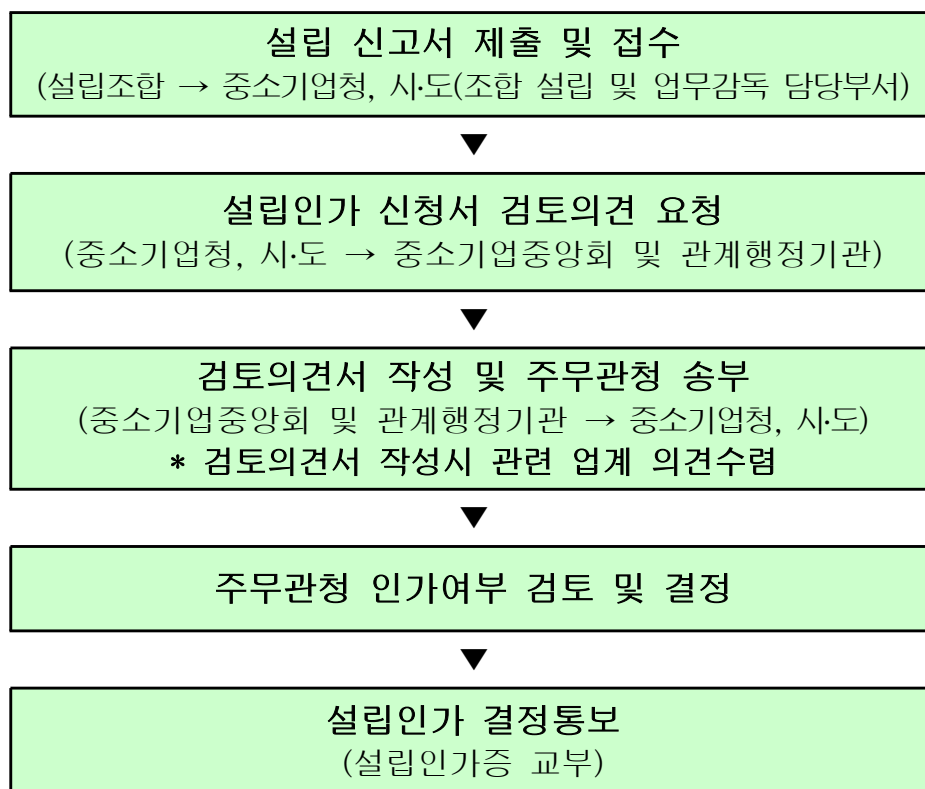 설립 신고서 제출 및 접수
(설립조합 → 중소기업청, 시·도(조합 설립 및 업무감독 담당부서)
▼
설립인가 신청서 검토의견 요청
(중소기업청, 시·도 → 중소기업중앙회 및 관계행정기관)
▼
검토의견서 작성 및 주무관청 송부
(중소기업중앙회 및 관계행정기관 → 중소기업청, 시·도)
* 검토의견서 작성시 관련 업계 의견수렴
▼
주무관청 인가여부 검토 및 결정
▼
설립인가 결정통보
(설립인가증 교부)